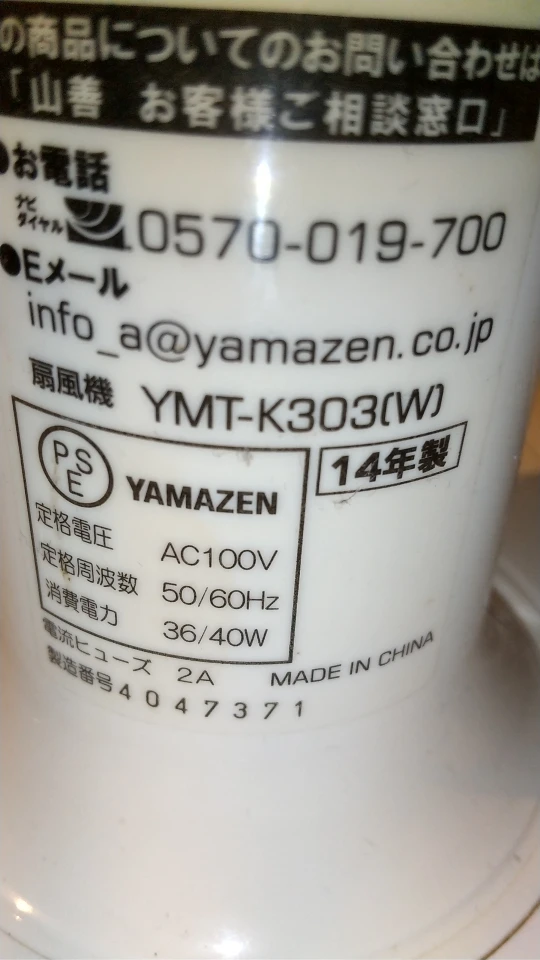 の商品についてのお問い合わせは
「山善 お客様ご相談窓口」
●お電話
ナビダイヤル 0570-019-700
●Eメール
info_a@yamazen.co.jp
扇風機 YMT-K303(W)
14年製
PSE YAMAZEN
定格電圧 AC100V
定格周波数 50/60Hz
消費電力 36/40W
電流ヒューズ 2A MADE IN CHINA
製造番号4047371